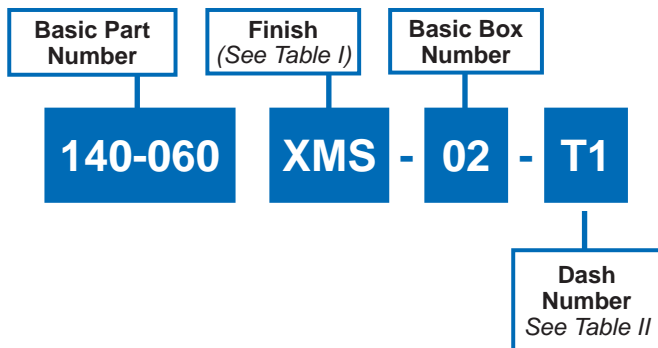 Basic Part
Number
Finish
(See Table I)
Basic Box
Number
140-060 XMS - 02 - T1
Dash
Number
See Table II